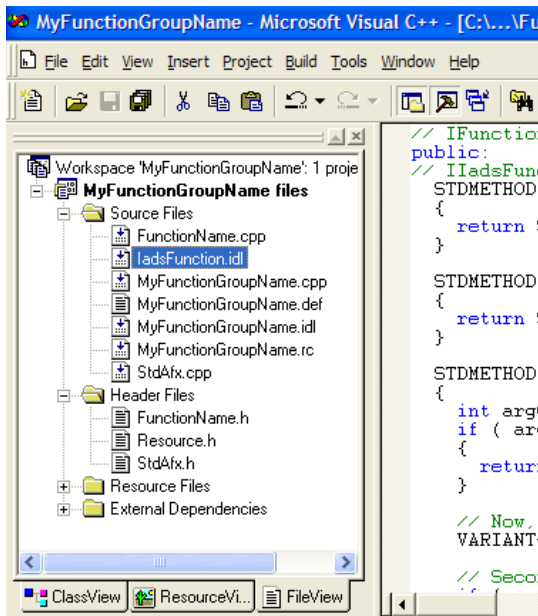 MyFunctionGroupName - Microsoft Visual C++ - [C:\...\Fu
File Edit View Insert Project Build Tools Window Help
Workspace 'MyFunctionGroupName': 1 proje
MyFunctionGroupName files
Source Files
FunctionName.cpp
IadsFunction.idl
MyFunctionGroupName.cpp
MyFunctionGroupName.def
MyFunctionGroupName.idl
MyFunctionGroupName.rc
StdAfx.cpp
Header Files
FunctionName.h
Resource.h
StdAfx.h
Resource Files
External Dependencies
ClassView ResourceVi... FileView
// IFunction
public:
// IIadsFun
STDMETHOD
{
return
}
STDMETHOD
{
return
}
STDMETHOD
{
int arg
if ( ar
{
retur
}
// Now,
VARIANT
// Seco